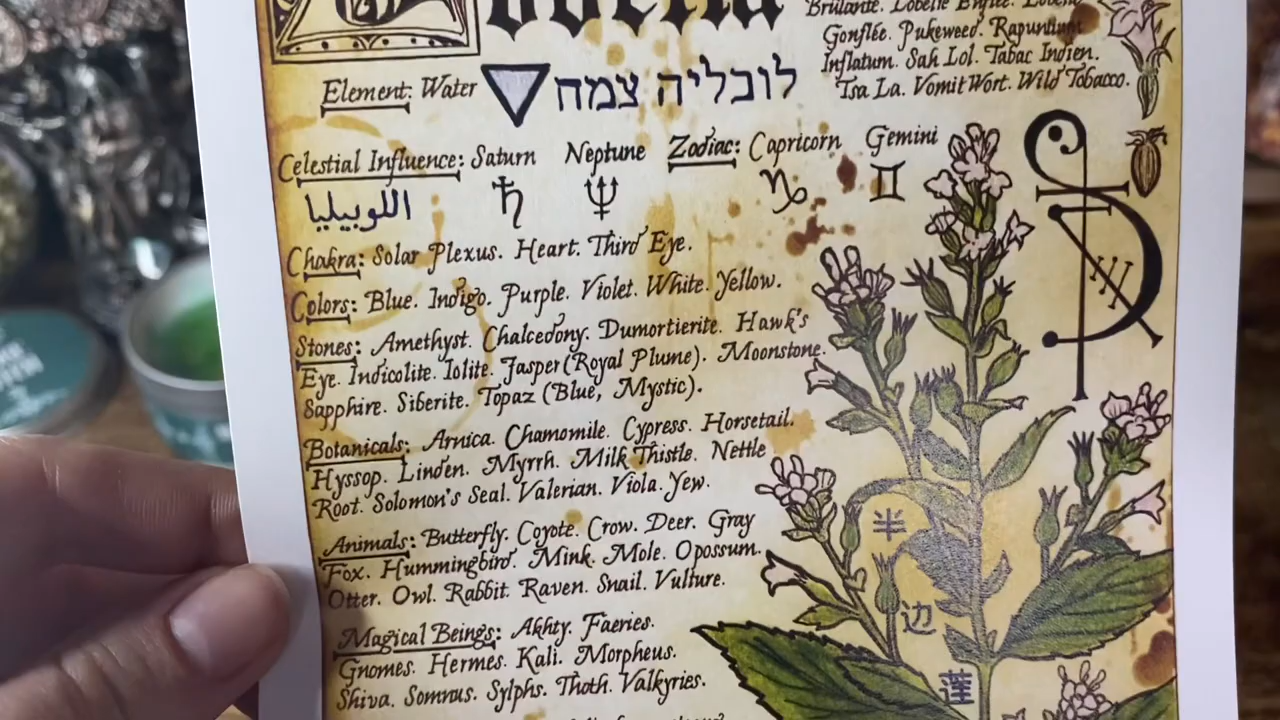 Lobelia
Brûlante. Lobélie Enflée. Lobélie
Gonflée. Pukeweed. Rapuntium
Inflatum. Sah Lol. Tabac Indien.
Tsa La. Vomit Wort. Wild Tobacco.
Element: Water
לובליה צמח
Celestial Influence: Saturn Neptune Zodiac: Capricorn Gemini
اللوبيليا ♄ ♆ ♑ ♊
Chakra: Solar Plexus. Heart. Third Eye.
Colors: Blue. Indigo. Purple. Violet. White. Yellow.
Stones: Amethyst. Chalcedony. Dumortierite. Hawk's
Eye. Indicolite. Iolite. Jasper (Royal Plume). Moonstone.
Sapphire. Siberite. Topaz (Blue, Mystic).
Botanicals: Arnica. Chamomile. Cypress. Horsetail.
Hyssop. Linden. Myrrh. Milk Thistle. Nettle
Root. Solomon's Seal. Valerian. Viola. Yew.
Animals: Butterfly. Coyote. Crow. Deer. Gray
Fox. Hummingbird. Mink. Mole. Opossum.
Otter. Owl. Rabbit. Raven. Snail. Vulture.
Magical Beings: Akhty. Faeries.
Gnomes. Hermes. Kali. Morpheus.
Shiva. Somnus. Sylphs. Thoth. Valkyries.
半
边
莲